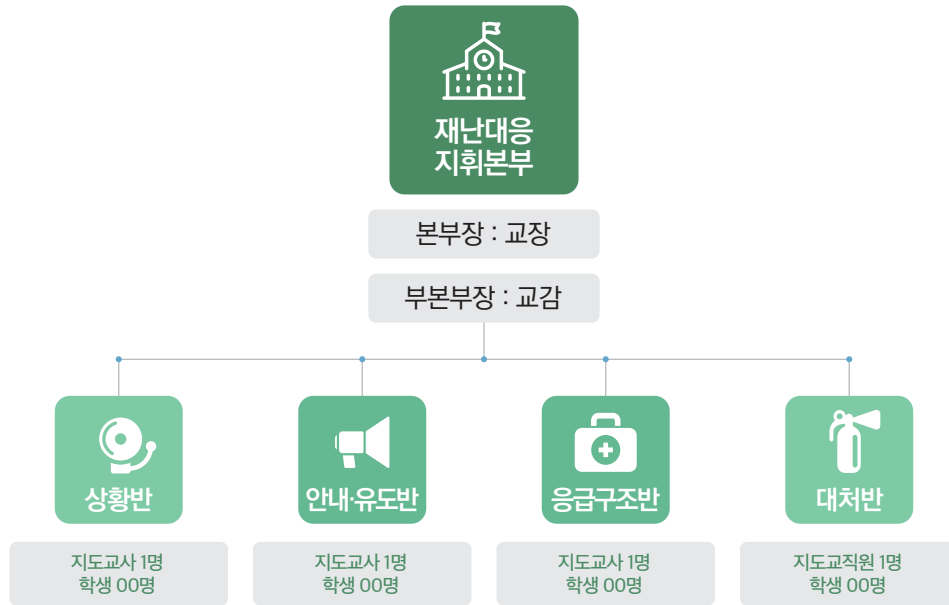 재난대응
지휘본부
본부장 : 교장
부본부장 : 교감
상황반
안내·유도반
응급구조반
대처반
지도교사 1명
학생 00명
지도교사 1명
학생 00명
지도교사 1명
학생 00명
지도교직원 1명
학생 00명